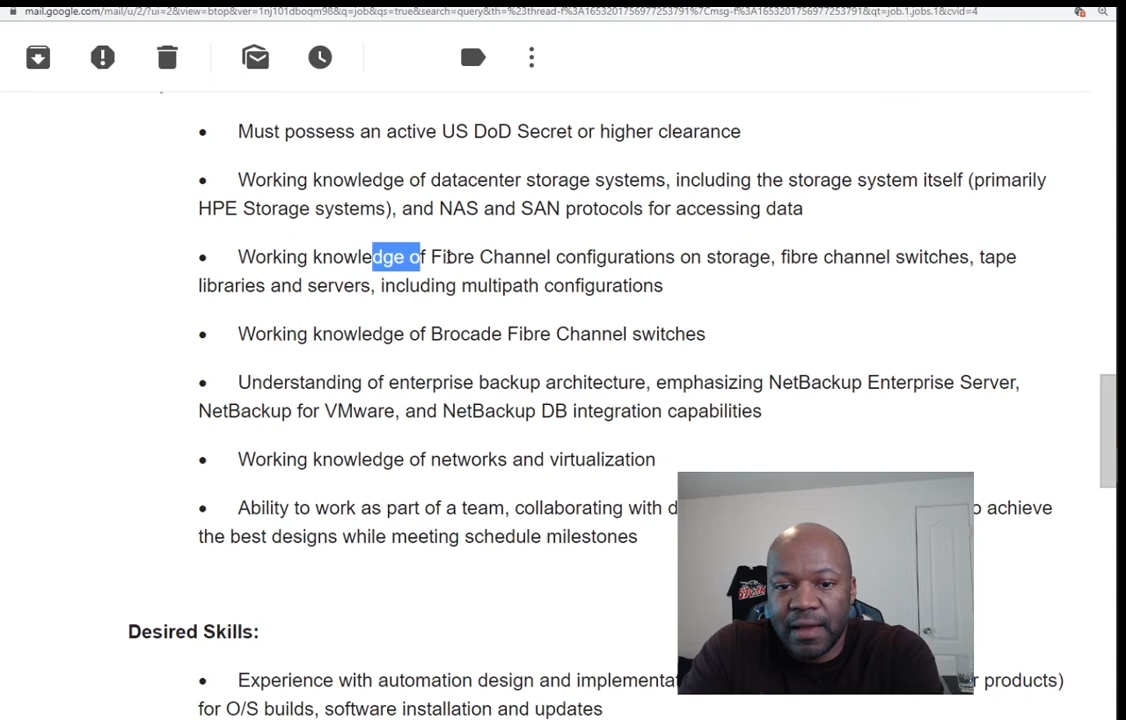 mail.google.com/mail/u/2/?ui=2&view=btop&ver=1nj101dboqm98&q=job&qs=true&search=query&th=%23thread-f%3A1653201756977253791%7Cmsg-f%3A1653201756977253791&qt=job.1.jobs.1&cvid=4
• Must possess an active US DoD Secret or higher clearance
• Working knowledge of datacenter storage systems, including the storage system itself (primarily
HPE Storage systems), and NAS and SAN protocols for accessing data
• Working knowledge of Fibre Channel configurations on storage, fibre channel switches, tape
libraries and servers, including multipath configurations
• Working knowledge of Brocade Fibre Channel switches
• Understanding of enterprise backup architecture, emphasizing NetBackup Enterprise Server,
NetBackup for VMware, and NetBackup DB integration capabilities
• Working knowledge of networks and virtualization
• Ability to work as part of a team, collaborating with achieve
the best designs while meeting schedule milestones
Desired Skills:
• Experience with automation design and products)
for O/S builds, software installation and updates